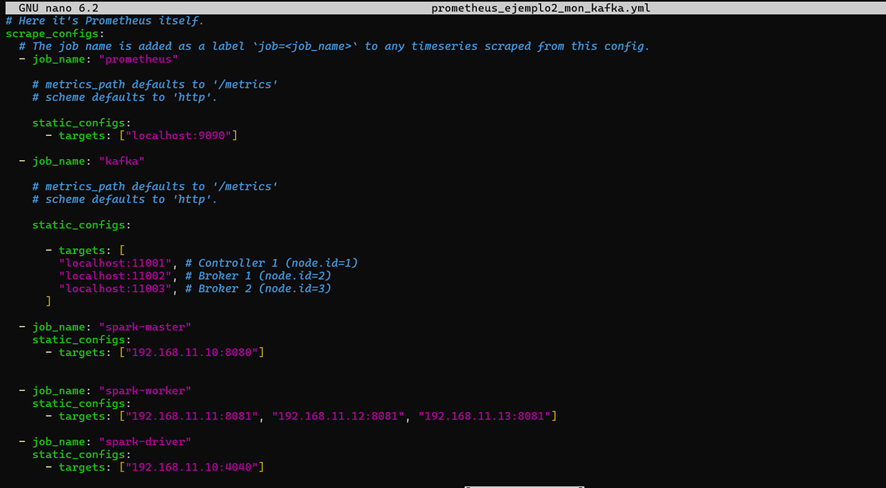 GNU nano 6.2 prometheus_ejemplo2_mon_kafka.yml
# Here it's Prometheus itself.
scrape_configs:
# The job name is added as a label `job=<job_name>` to any timeseries scraped from this config.
- job_name: "prometheus"
# metrics_path defaults to '/metrics'
# scheme defaults to 'http'.
static_configs:
- targets: ["localhost:9090"]
- job_name: "kafka"
# metrics_path defaults to '/metrics'
# scheme defaults to 'http'.
static_configs:
- targets: [
"localhost:11001", # Controller 1 (node.id=1)
"localhost:11002", # Broker 1 (node.id=2)
"localhost:11003", # Broker 2 (node.id=3)
]
- job_name: "spark-master"
static_configs:
- targets: ["192.168.11.10:8080"]
- job_name: "spark-worker"
static_configs:
- targets: ["192.168.11.11:8081", "192.168.11.12:8081", "192.168.11.13:8081"]
- job_name: "spark-driver"
static_configs:
- targets: ["192.168.11.10:4040"]